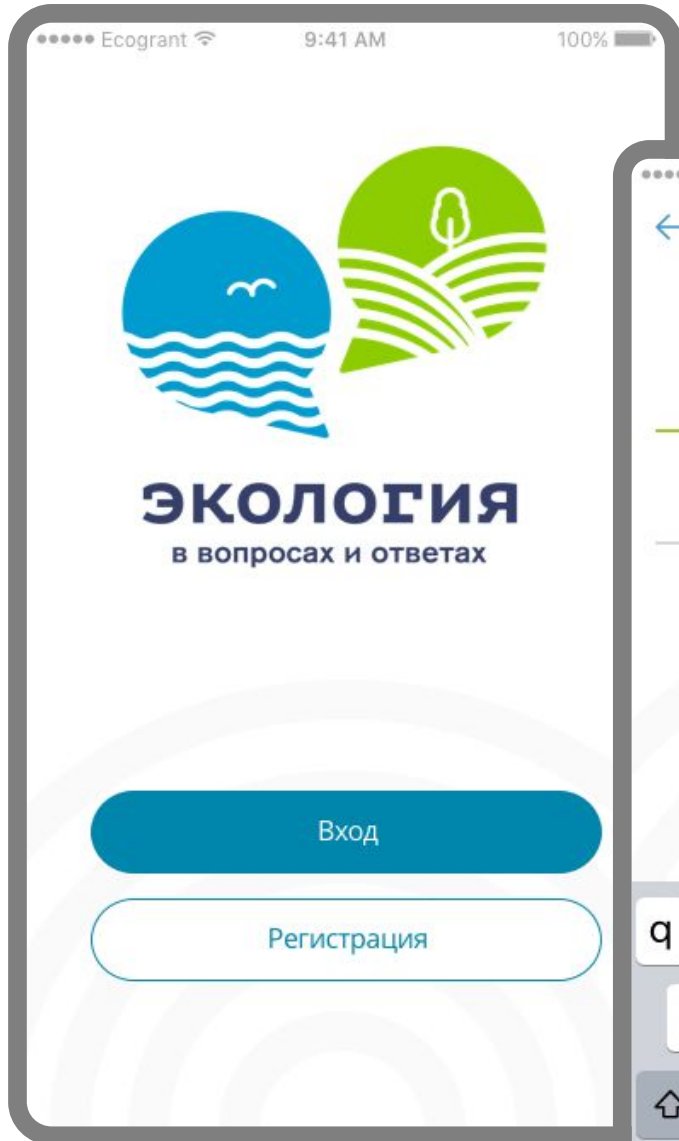 Ecogrant 9:41 AM 100%
экология
в вопросах и ответах
Вход
Регистрация
q